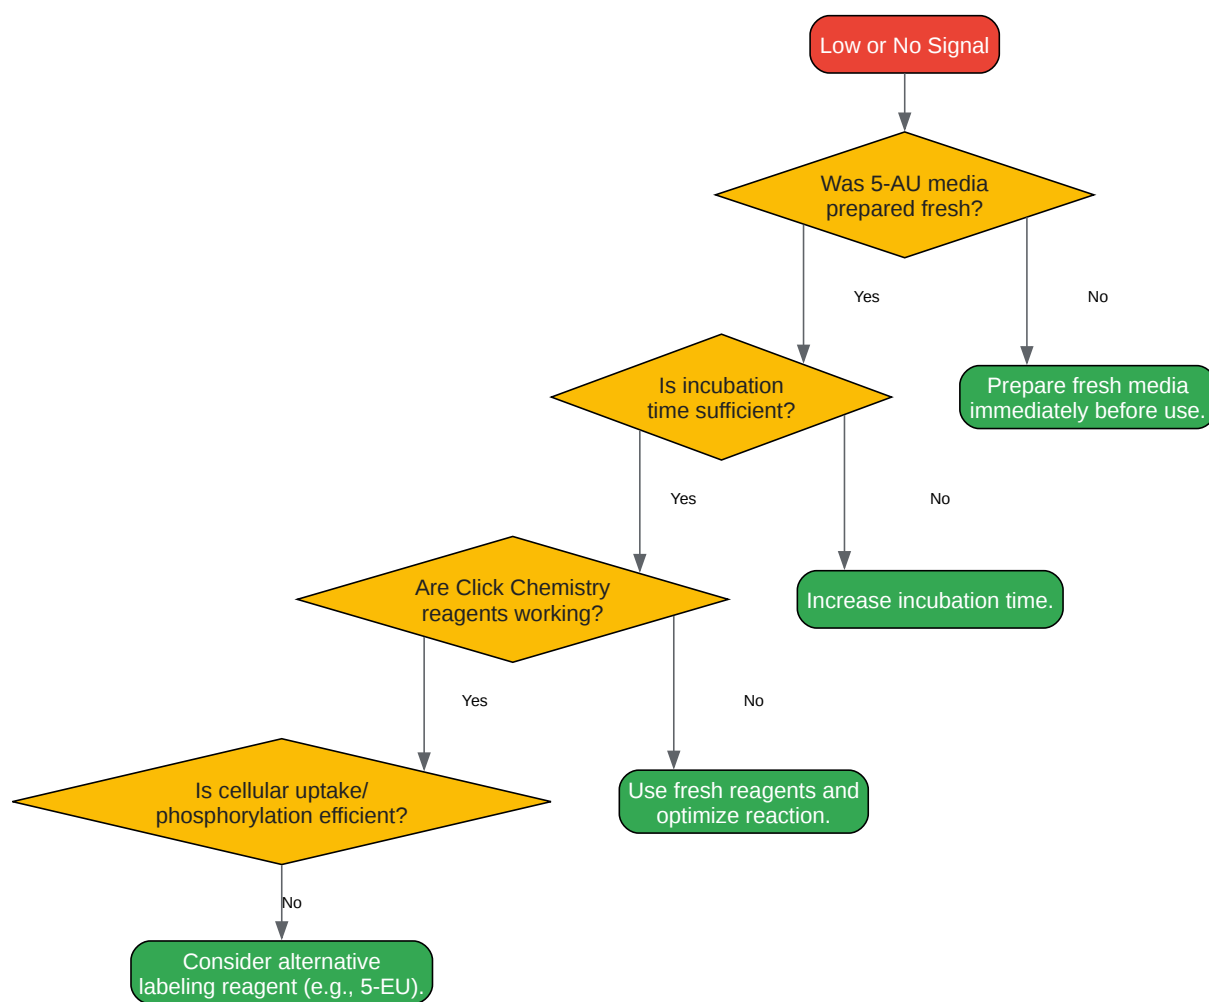 Low or No Signal
Was 5-AU media
prepared fresh?
Yes
No
Is incubation
time sufficient?
Prepare fresh media
immediately before use.
Yes
No
Are Click Chemistry
reagents working?
Increase incubation time.
Yes
No
Is cellular uptake/
phosphorylation efficient?
Use fresh reagents and
optimize reaction.
No
Consider alternative
labeling reagent (e.g., 5-EU).